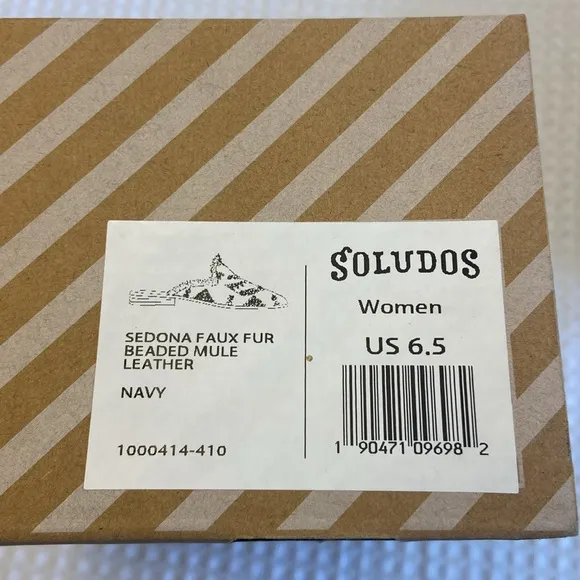 SEDONA FAUX FUR
BEADED MULE
LEATHER
NAVY
1000414-410
SOLUDOS
Women
US 6.5
1 90471 09698 2